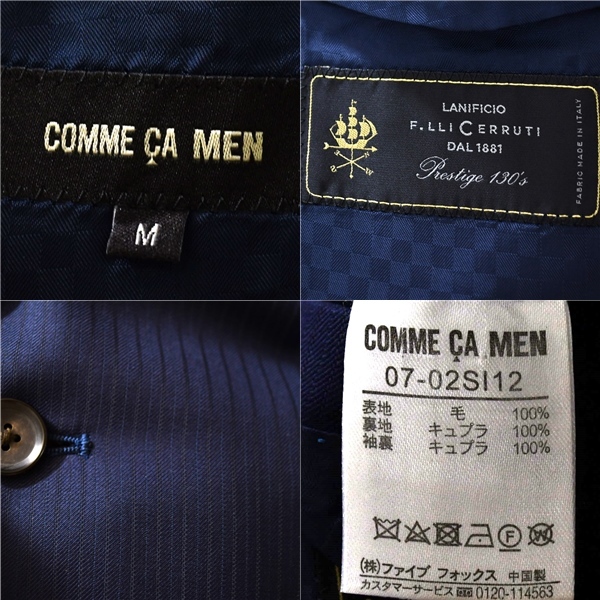 COMME ÇA MEN
M
LANIFICIO
F.LLI CERRUTI
DAL 1881
Prestige 130's
FABRIC MADE IN ITALY
COMME ÇA MEN
07-02SI12
表地 毛 100%
裏地 キュプラ 100%
袖裏 キュプラ 100%
(株)ファイブ フォックス 中国製
カスタマーサービス 0120-114563